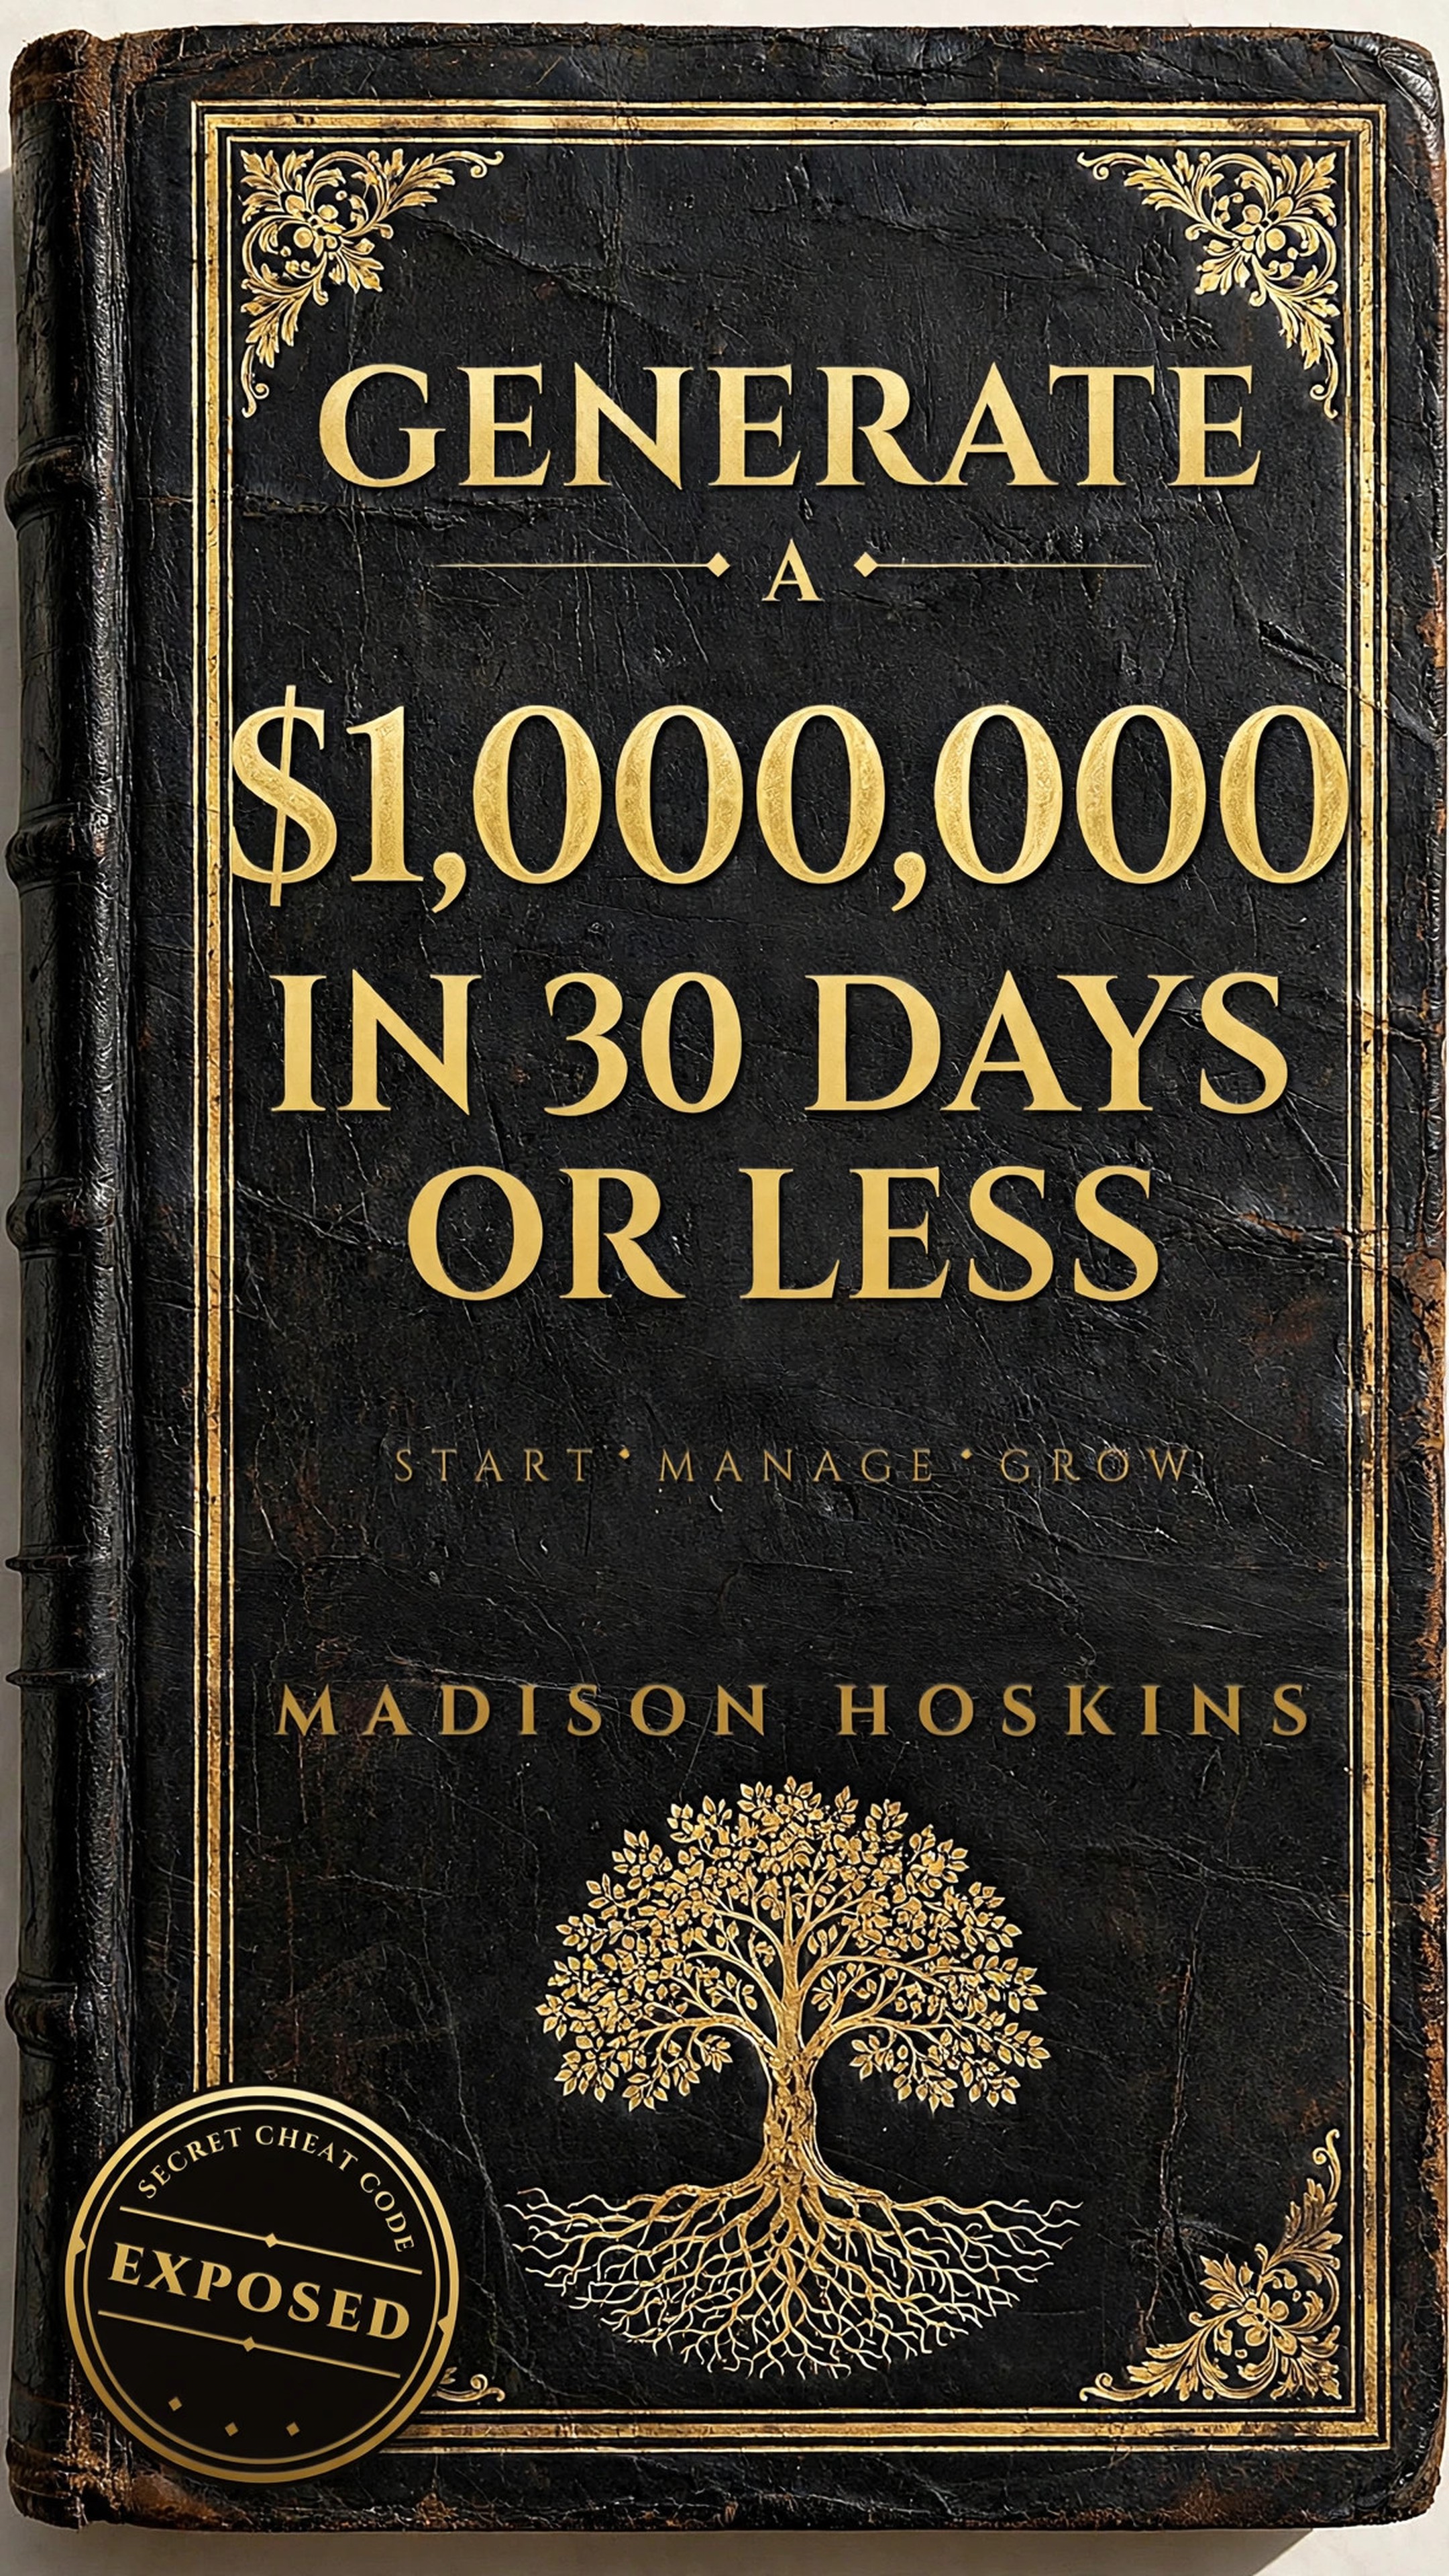 GENERATE
A
$1,000,000
IN 30 DAYS
OR LESS
START • MANAGE • GROW
MADISON HOSKINS
SECRET CHEAT CODE
EXPOSED